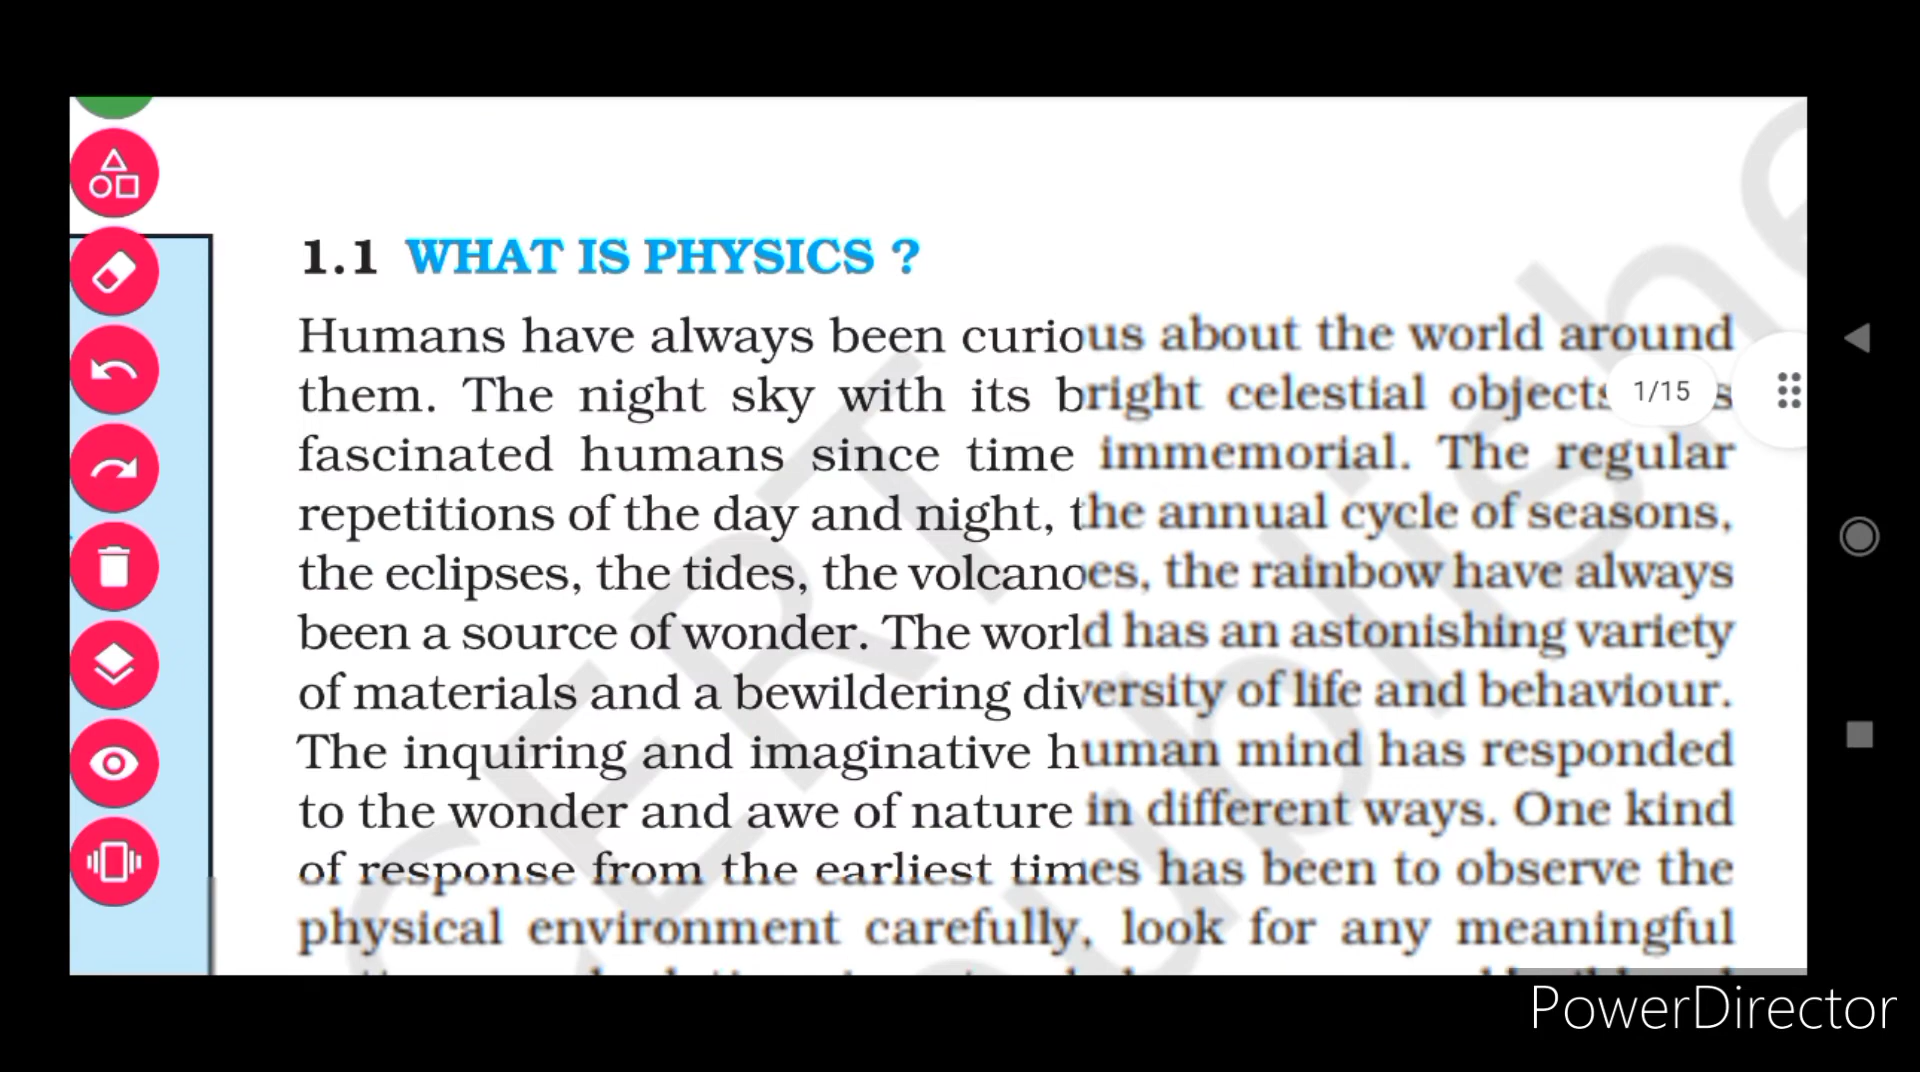 1.1 WHAT IS PHYSICS ?
Humans have always been curious about the world around
them. The night sky with its bright celestial objects
1/15
fascinated humans since time immemorial. The regular
repetitions of the day and night, the annual cycle of seasons,
the eclipses, the tides, the volcanoes, the rainbow have always
been a source of wonder. The world has an astonishing variety
of materials and a bewildering diversity of life and behaviour.
The inquiring and imaginative human mind has responded
to the wonder and awe of nature in different ways. One kind
of response from the earliest times has been to observe the
physical environment carefully, look for any meaningful
PowerDirector